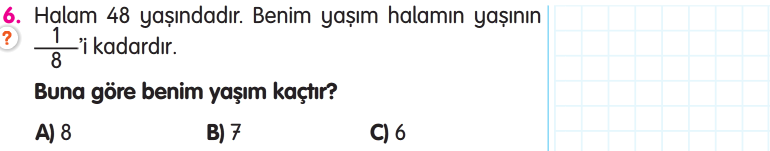 6. Halam 48 yaşındadır. Benim yaşım halamın yaşının
? 1/8 'i kadardır.
Buna göre benim yaşım kaçtır?
A) 8 B) 7 C) 6